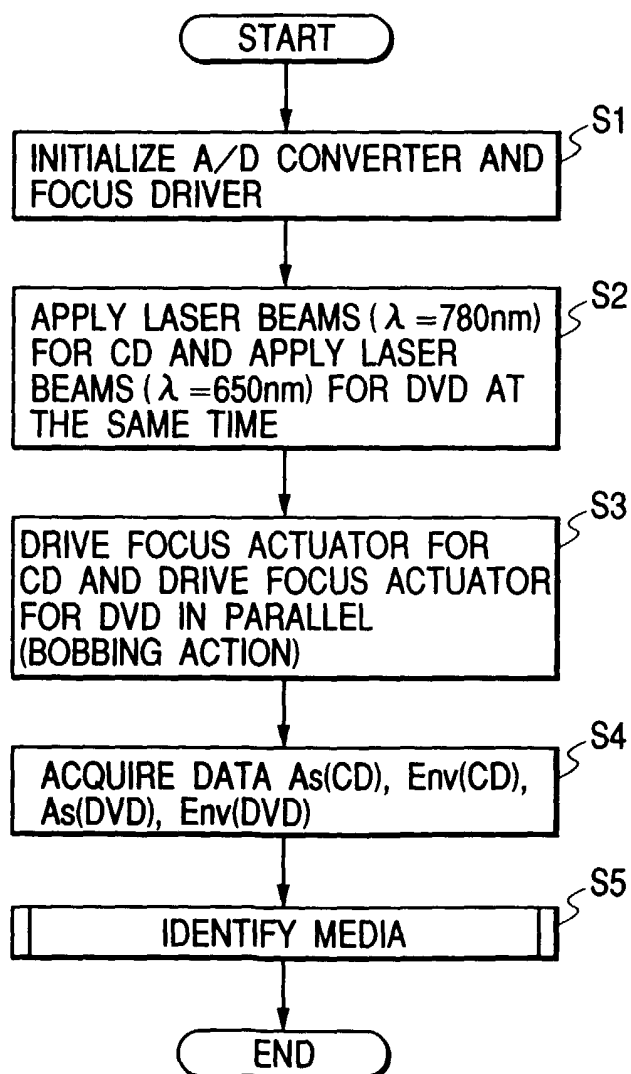 START
S1
INITIALIZE A/D CONVERTER AND
FOCUS DRIVER
S2
APPLY LASER BEAMS (λ=780nm)
FOR CD AND APPLY LASER
BEAMS (λ=650nm) FOR DVD AT
THE SAME TIME
S3
DRIVE FOCUS ACTUATOR FOR
CD AND DRIVE FOCUS ACTUATOR
FOR DVD IN PARALLEL
(BOBBING ACTION)
S4
ACQUIRE DATA As(CD), Env(CD),
As(DVD), Env(DVD)
S5
IDENTIFY MEDIA
END